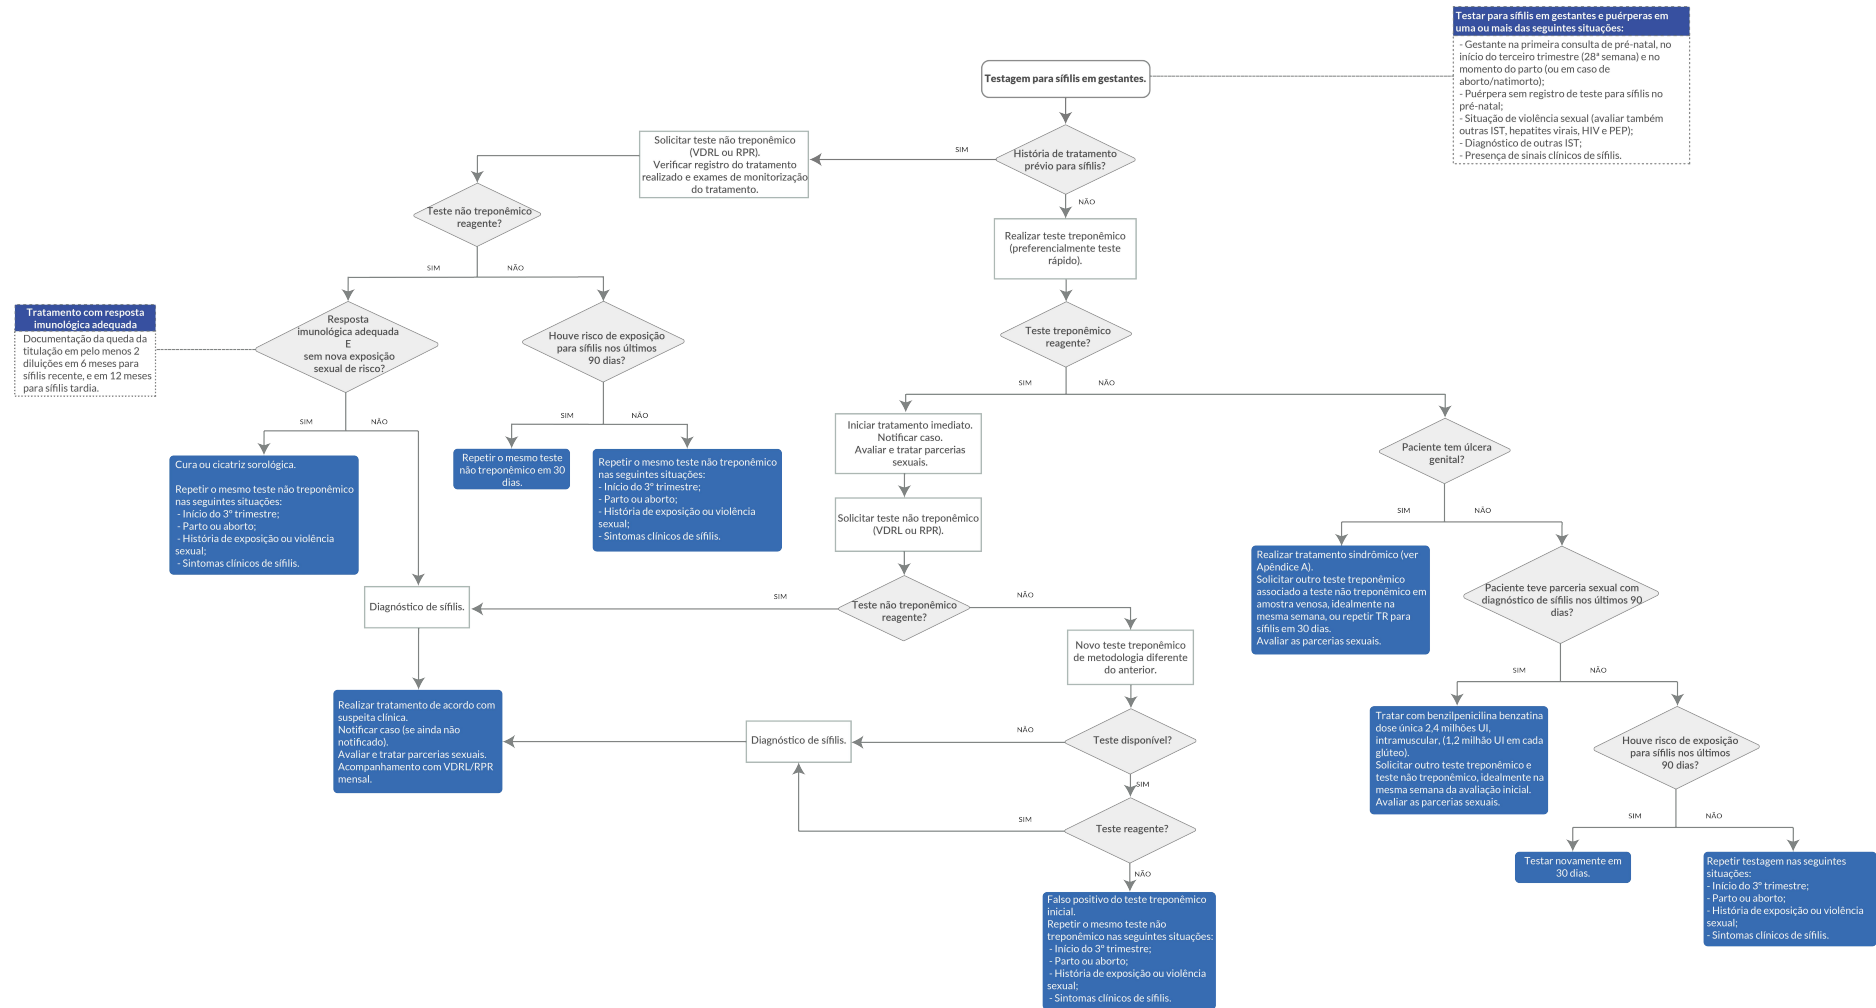 Testar para sífilis em gestantes e puérperas em
uma ou mais das seguintes situações:
- Gestante na primeira consulta de pré-natal, no
início do terceiro trimestre (28ª semana) e no
momento do parto (ou em caso de
aborto/natimorto);
- Puérpera sem registro de teste para sífilis no
pré-natal;
- Situação de violência sexual (avaliar também
outras IST, hepatites virais, HIV e PEP);
- Diagnóstico de outras IST;
- Presença de sinais clínicos de sífilis.
Testagem para sífilis em gestantes.
História de tratamento
prévio para sífilis?
SIM
NÃO
Solicitar teste não treponêmico
(VDRL ou RPR).
Verificar registro do tratamento
realizado e exames de monitorização
do tratamento.
Teste não treponêmico
reagente?
SIM
NÃO
Tratamento com resposta
imunológica adequada
Documentação da queda da
titulação em pelo menos 2
diluições em 6 meses para
sífilis recente, e em 12 meses
para sífilis tardia.
Resposta
imunológica adequada
E
sem nova exposição
sexual de risco?
SIM
NÃO
Houve risco de exposição
para sífilis nos últimos
90 dias?
SIM
NÃO
Cura ou cicatriz sorológica.
Repetir o mesmo teste não treponêmico
nas seguintes situações:
- Início do 3º trimestre;
- Parto ou aborto;
- História de exposição ou violência
sexual;
- Sintomas clínicos de sífilis.
Repetir o mesmo teste
não treponêmico em 30
dias.
Repetir o mesmo teste não treponêmico
nas seguintes situações:
- Início do 3º trimestre;
- Parto ou aborto;
- História de exposição ou violência
sexual;
- Sintomas clínicos de sífilis.
Realizar teste treponêmico
(preferencialmente teste
rápido).
Teste treponêmico
reagente?
SIM
NÃO
Iniciar tratamento imediato.
Notificar caso.
Avaliar e tratar parcerias
sexuais.
Solicitar teste não treponêmico
(VDRL ou RPR).
Teste não treponêmico
reagente?
SIM
NÃO
Diagnóstico de sífilis.
Realizar tratamento de acordo com
suspeita clínica.
Notificar caso (se ainda não
notificado).
Avaliar e tratar parcerias sexuais.
Acompanhamento com VDRL/RPR
mensal.
Novo teste treponêmico
de metodologia diferente
do anterior.
Teste disponível?
NÃO
SIM
Diagnóstico de sífilis.
Teste reagente?
SIM
NÃO
Falso positivo do teste treponêmico
inicial.
Repetir o mesmo teste não
treponêmico nas seguintes situações:
- Início do 3º trimestre;
- Parto ou aborto;
- História de exposição ou violência
sexual;
- Sintomas clínicos de sífilis.
Paciente tem úlcera
genital?
SIM
NÃO
Realizar tratamento sindrômico (ver
Apêndice A).
Solicitar outro teste treponêmico
associado a teste não treponêmico em
amostra venosa, idealmente na
mesma semana, ou repetir TR para
sífilis em 30 dias.
Avaliar as parcerias sexuais.
Paciente teve parceria sexual com
diagnóstico de sífilis nos últimos 90
dias?
SIM
NÃO
Tratar com benzilpenicilina benzatina
dose única 2,4 milhões UI,
intramuscular, (1,2 milhão UI em cada
glúteo).
Solicitar outro teste treponêmico e
teste não treponêmico, idealmente na
mesma semana da avaliação inicial.
Avaliar as parcerias sexuais.
Houve risco de exposição
para sífilis nos últimos
90 dias?
SIM
NÃO
Testar novamente em
30 dias.
Repetir testagem nas seguintes
situações:
- Início do 3º trimestre;
- Parto ou aborto;
- História de exposição ou violência
sexual;
- Sintomas clínicos de sífilis.